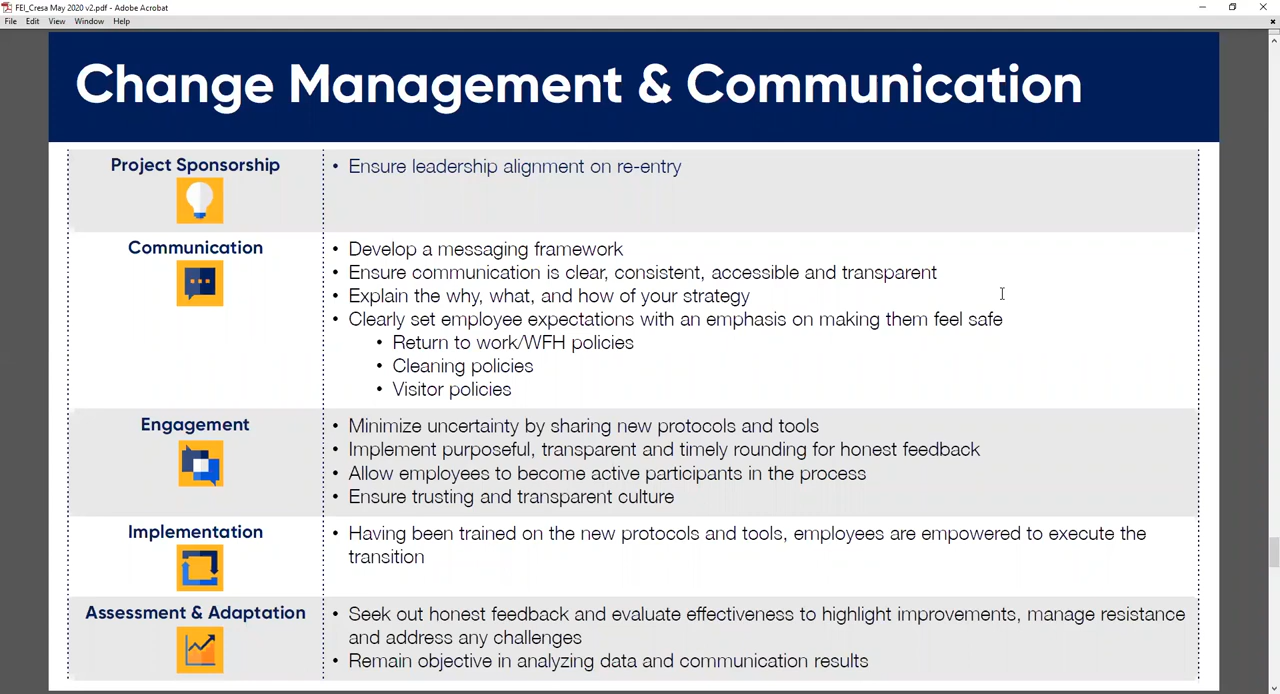 FEI_Cresa May 2020 v2.pdf - Adobe Acrobat
File Edit View Window Help
Change Management & Communication
Project Sponsorship
• Ensure leadership alignment on re-entry
Communication
• Develop a messaging framework
• Ensure communication is clear, consistent, accessible and transparent
• Explain the why, what, and how of your strategy
• Clearly set employee expectations with an emphasis on making them feel safe
• Return to work/WFH policies
• Cleaning policies
• Visitor policies
Engagement
• Minimize uncertainty by sharing new protocols and tools
• Implement purposeful, transparent and timely rounding for honest feedback
• Allow employees to become active participants in the process
• Ensure trusting and transparent culture
Implementation
• Having been trained on the new protocols and tools, employees are empowered to execute the
transition
Assessment & Adaptation
• Seek out honest feedback and evaluate effectiveness to highlight improvements, manage resistance
and address any challenges
• Remain objective in analyzing data and communication results